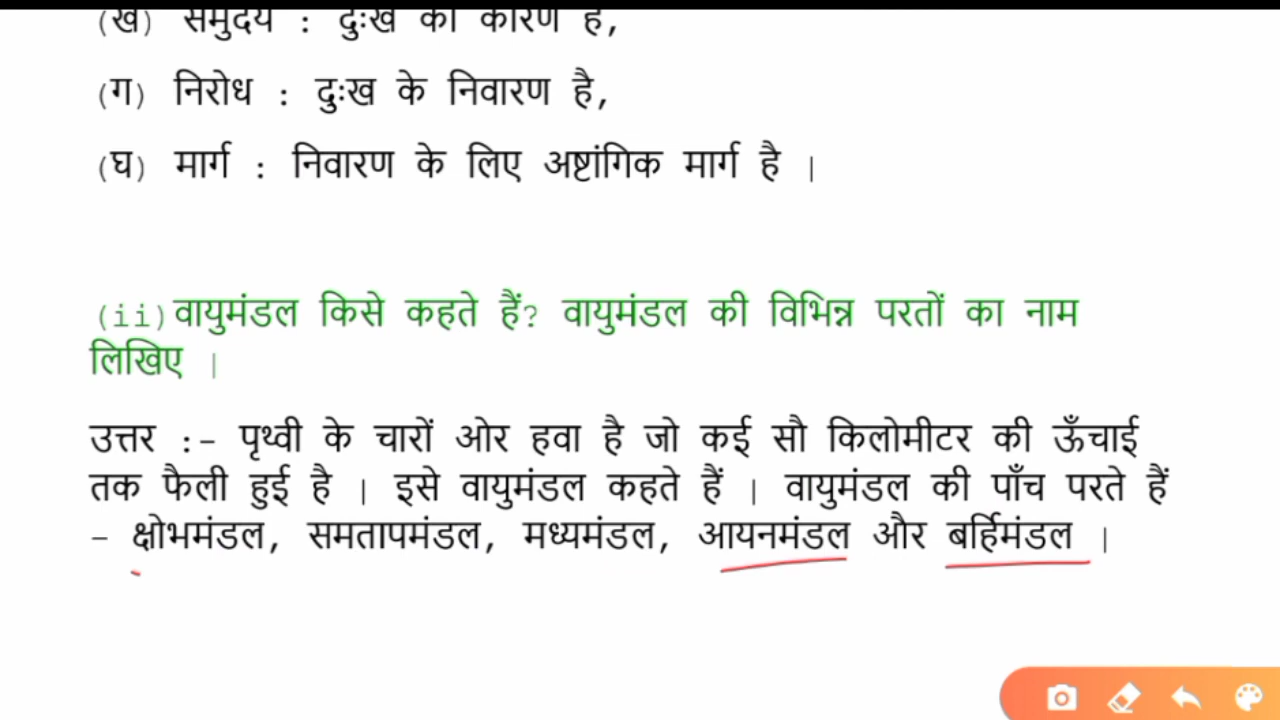 (ख) समुदय : दुःख का कारण है,
(ग) निरोध : दुःख के निवारण है,
(घ) मार्ग : निवारण के लिए अष्टांगिक मार्ग है |
(ii)वायुमंडल किसे कहते हैं? वायुमंडल की विभिन्न परतों का नाम
लिखिए |
उत्तर :- पृथ्वी के चारों ओर हवा है जो कई सौ किलोमीटर की ऊँचाई
तक फैली हुई है | इसे वायुमंडल कहते हैं | वायुमंडल की पाँच परते हैं
- क्षोभमंडल, समतापमंडल, मध्यमंडल, आयनमंडल और बर्हिमंडल |